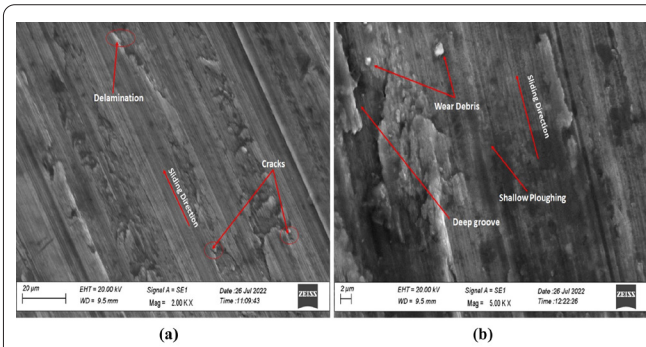 Delamination
Sliding Direction
Cracks
20 µm
EHT = 20.00 kV
Signal A = SE1
Date :26 Jul 2022
WD = 9.5 mm
Mag = 2.00 K X
Time :11:09:43
ZEISS
(a)
Sliding Direction
Wear Debris
Shallow Ploughing
Deep groove
2 µm
EHT = 20.00 kV
Signal A = SE1
Date :26 Jul 2022
WD = 9.5 mm
Mag = 5.00 K X
Time :12:22:26
ZEISS
(b)